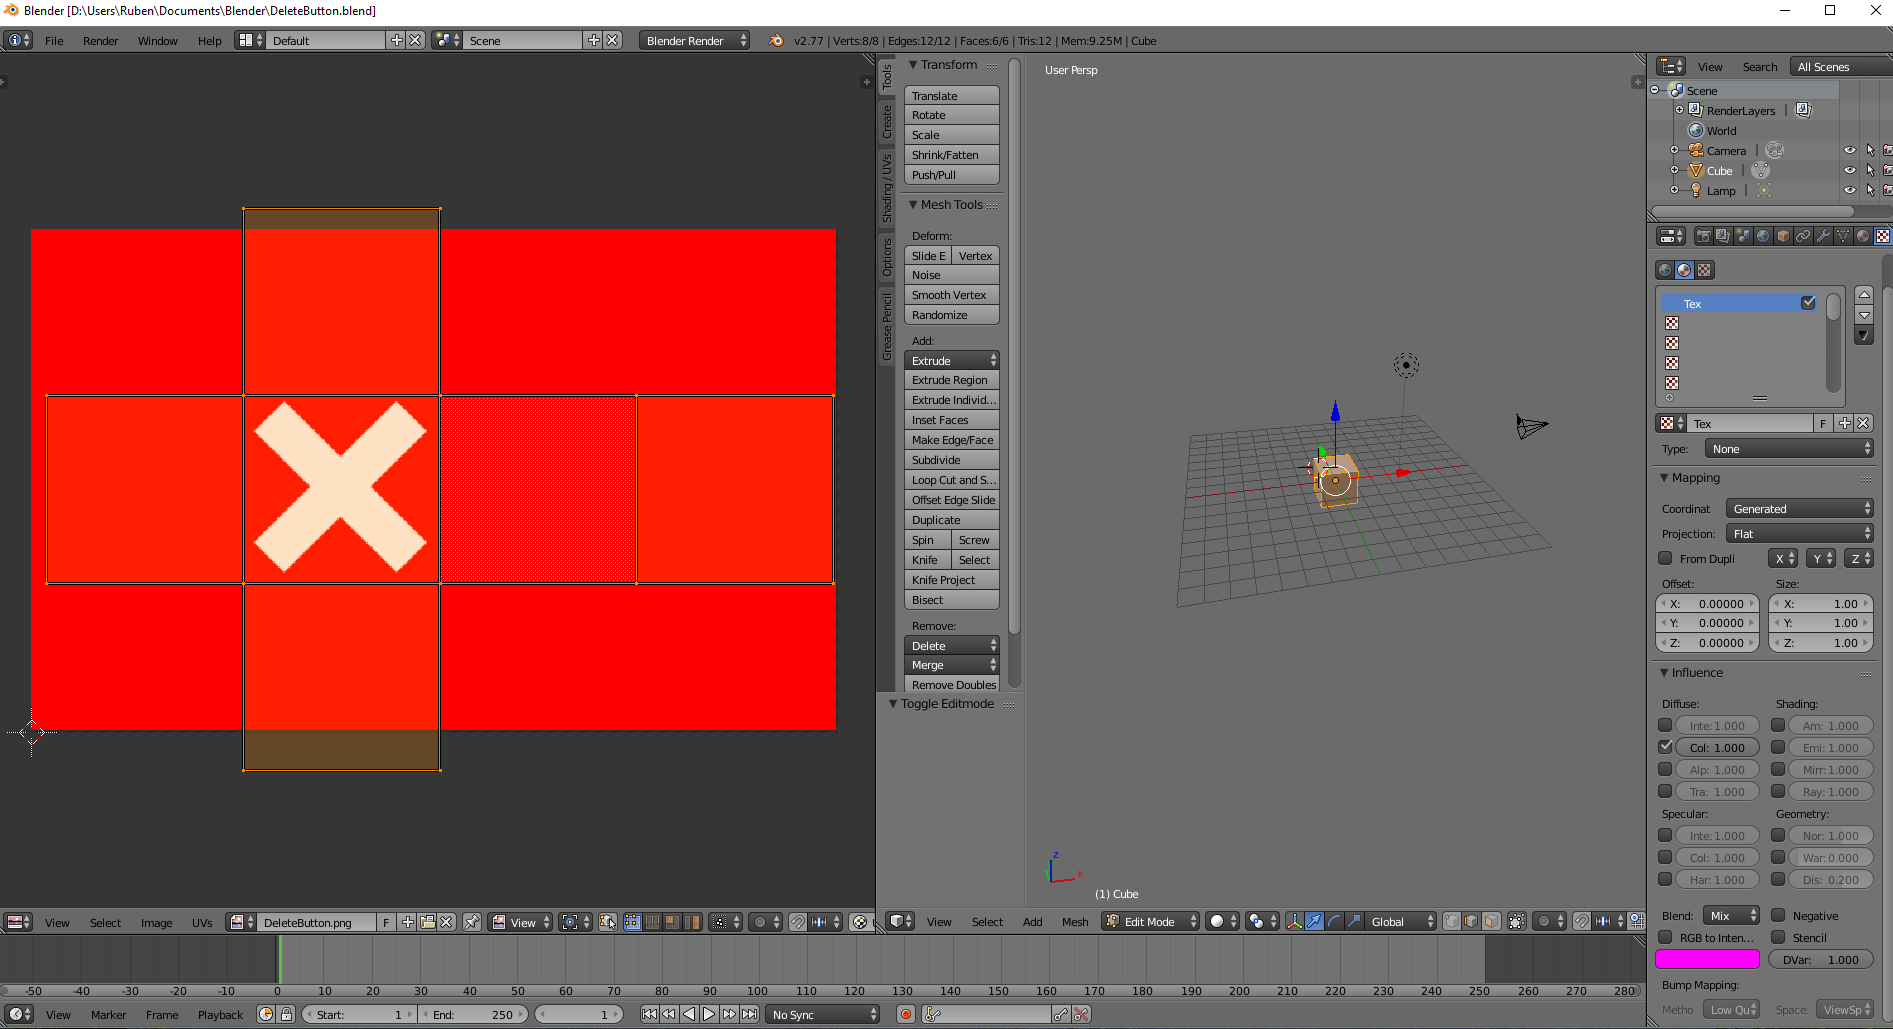 Blender [D:\Users\Ruben\Documents\Blender\DeleteButton.blend]
File Render Window Help Default Scene Blender Render v2.77 | Verts:8/8 | Edges:12/12 | Faces:6/6 | Tris:12 | Mem:9.25M | Cube
Tools
Create
Shading / UVs
Options
Grease Pencil
Transform
Translate
Rotate
Scale
Shrink/Fatten
Push/Pull
Mesh Tools
Deform:
Slide E Vertex
Noise
Smooth Vertex
Randomize
Add:
Extrude
Extrude Region
Extrude Individ...
Inset Faces
Make Edge/Face
Subdivide
Loop Cut and S...
Offset Edge Slide
Duplicate
Spin Screw
Knife Select
Knife Project
Bisect
Remove:
Delete
Merge
Remove Doubles
Toggle Editmode
User Persp
z
x
(1) Cube
View Search All Scenes
Scene
RenderLayers
World
Camera
Cube
Lamp
Tex
Tex F
Type: None
Mapping
Coordinat Generated
Projection: Flat
From Dupli X Y Z
Offset: Size:
X: 0.00000 X: 1.00
Y: 0.00000 Y: 1.00
Z: 0.00000 Z: 1.00
Influence
Diffuse: Shading:
Inte: 1.000 Am: 1.000
Col: 1.000 Emi: 1.000
Alp: 1.000 Mirr: 1.000
Tra: 1.000 Ray: 1.000
Specular: Geometry:
Inte: 1.000 Nor: 1.000
Col: 1.000 War: 0.000
Har: 1.000 Dis: 0.200
Blend: Mix Negative
RGB to Inten... Stencil
DVar: 1.000
Bump Mapping:
Metho Low Qu Space: ViewSp
View Select Image UVs DeleteButton.png F View
View Select Add Mesh Edit Mode Global
-50 -40 -30 -20 -10 0 10 20 30 40 50 60 70 80 90 100 110 120 130 140 150 160 170 180 190 200 210 220 230 240 250 260 270 280
View Marker Frame Playback Start: 1 End: 250 1 No Sync